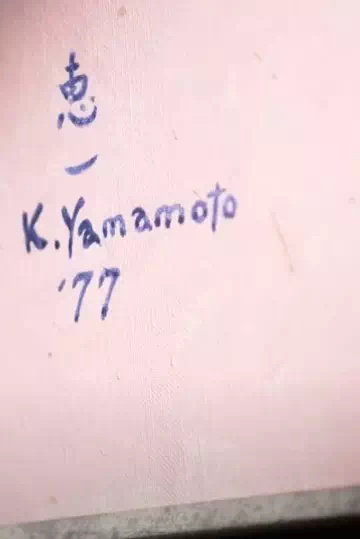 恵一
K. Yamamoto
'77